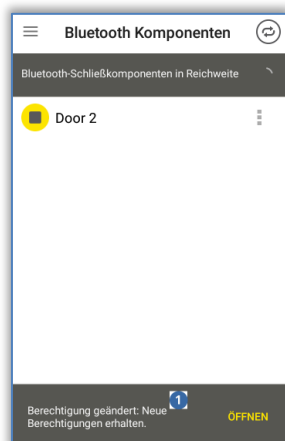 Bluetooth Komponenten
Bluetooth-Schließkomponenten in Reichweite
Door 2
1
Berechtigung geändert: Neue
Berechtigungen erhalten.
ÖFFNEN